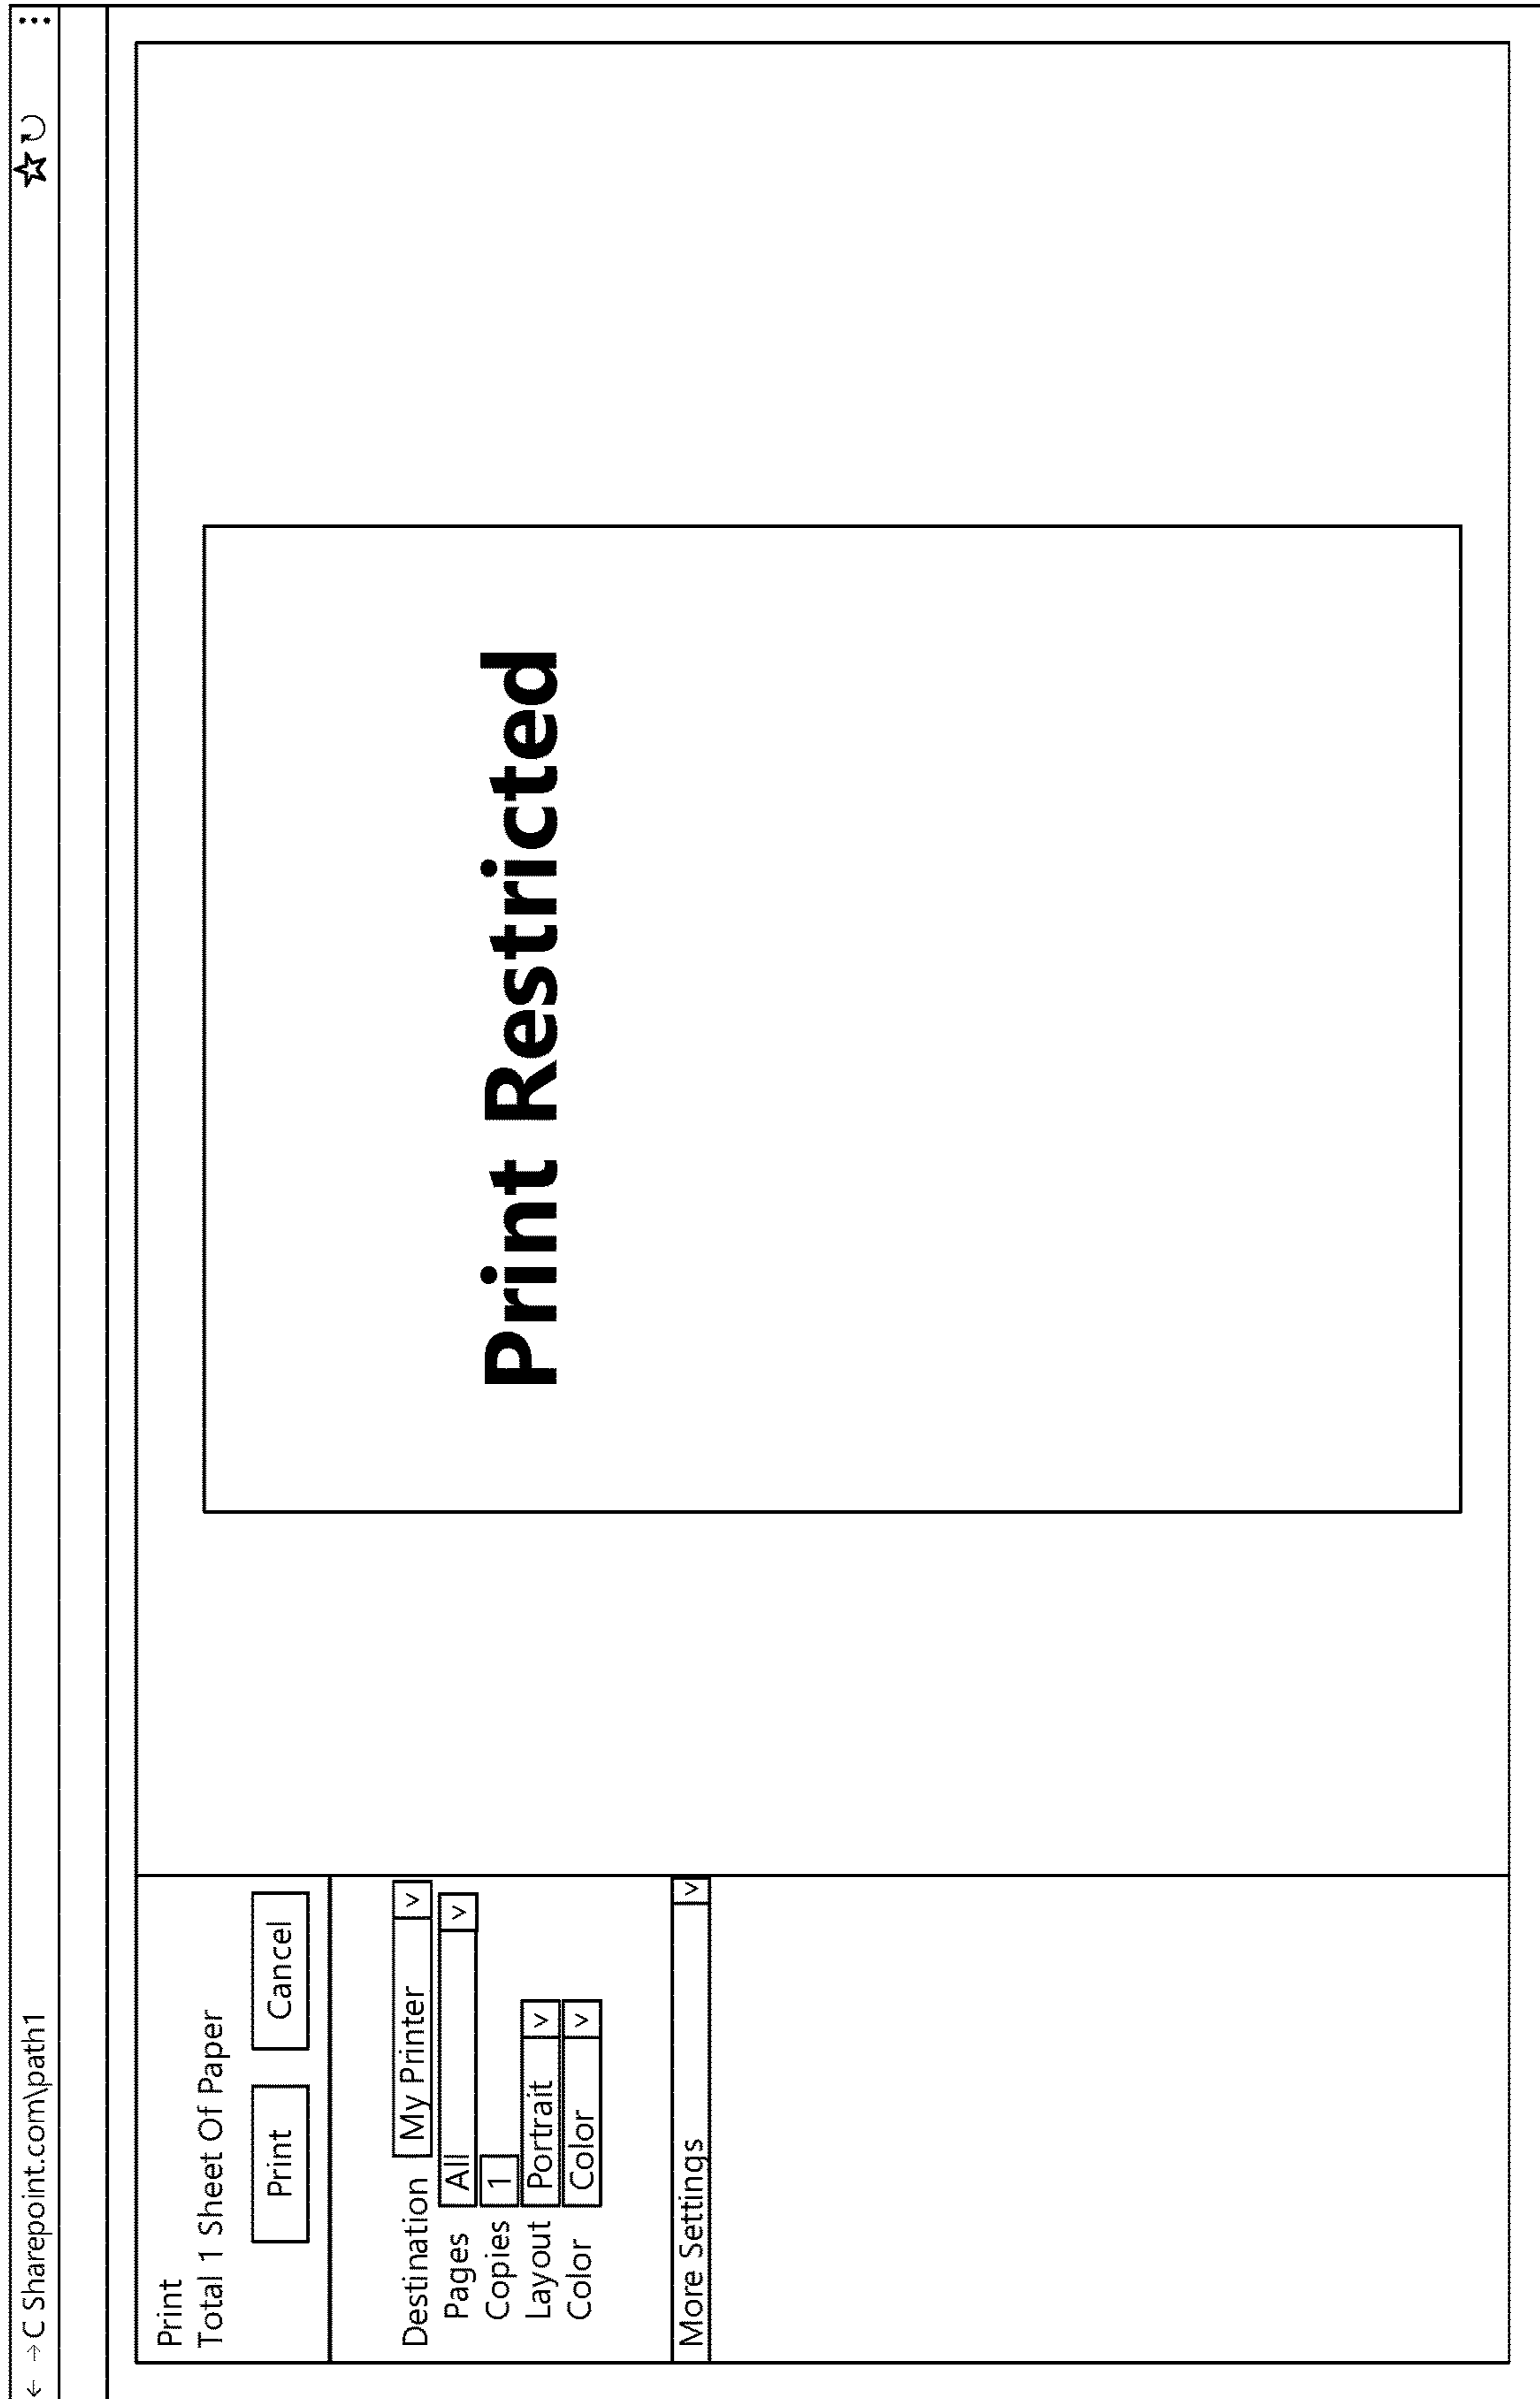 ← → C Sharepoint.com\path1
Print
Total 1 Sheet Of Paper
Print Cancel
Destination My Printer v
Pages All v
Copies 1
Layout Portrait v
Color Color v
More Settings v
Print Restricted